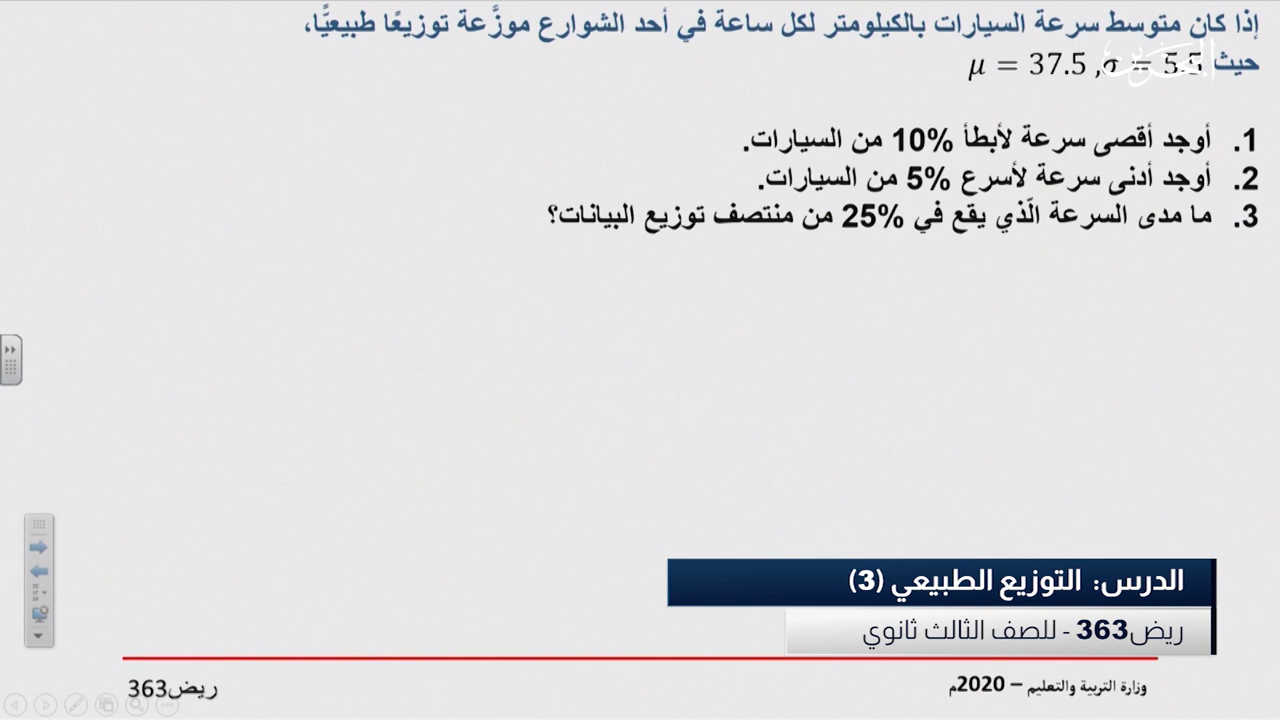 إذا كان متوسط سرعة السيارات بالكيلومتر لكل ساعة في أحد الشوارع موزَّعة توزيعًا طبيعيًّا،
حيث μ = 37.5 , σ = 5.5
1. أوجد أقصى سرعة لأبطأ 10% من السيارات.
2. أوجد أدنى سرعة لأسرع 5% من السيارات.
3. ما مدى السرعة الّذي يقع في 25% من منتصف توزيع البيانات؟
الدرس: التوزيع الطبيعي (3)
ريض363 - للصف الثالث ثانوي
وزارة التربية والتعليم – 2020م
ريض363